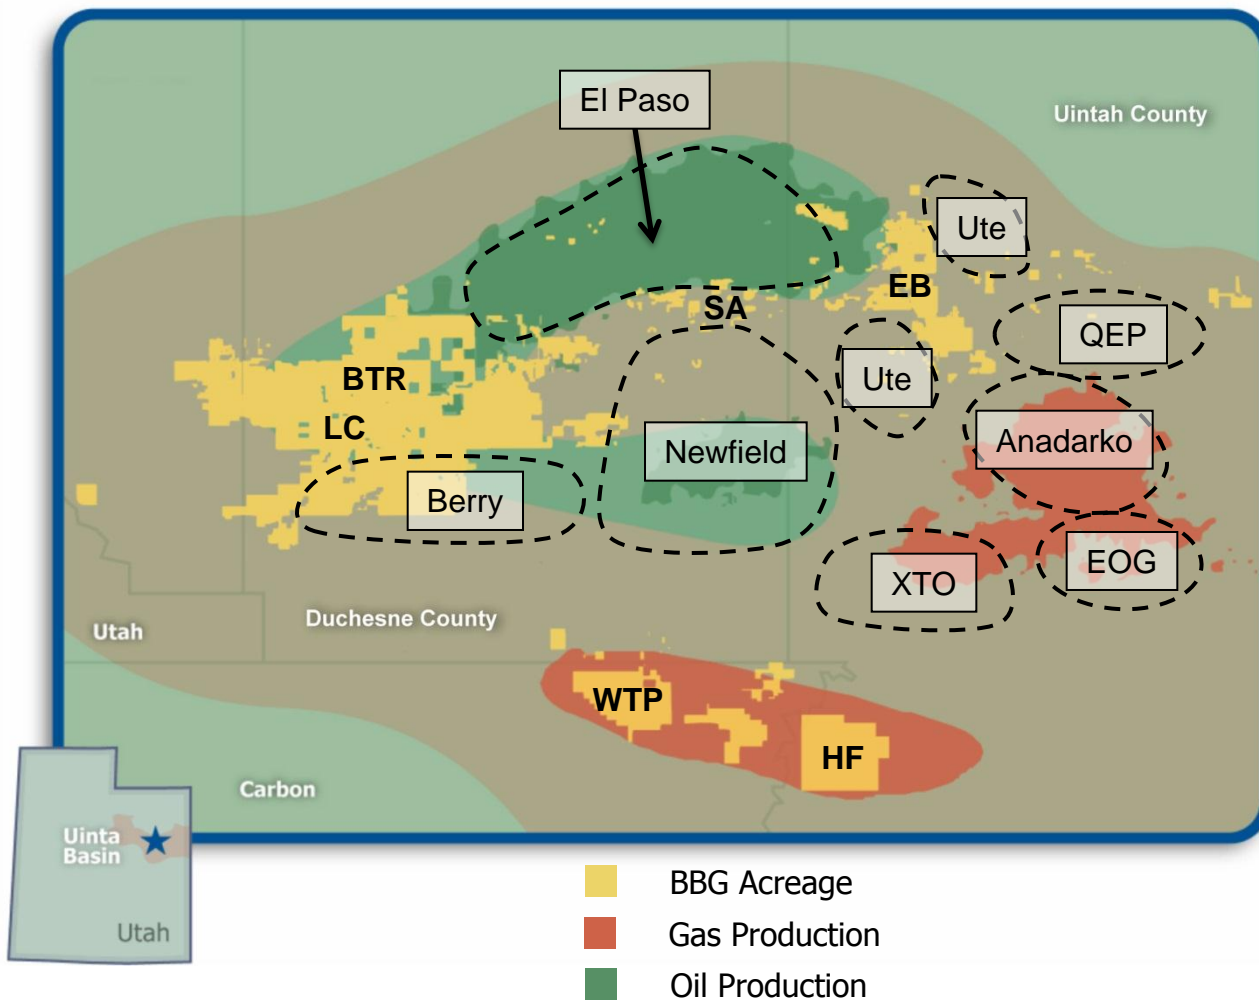 El Paso
Uintah County
Ute
EB
SA
QEP
BTR
Ute
LC
Newfield
Anadarko
Berry
EOG
XTO
Duchesne County
Utah
WTP
HF
Carbon
Uinta
Basin
Utah
BBG Acreage
Gas Production
Oil Production